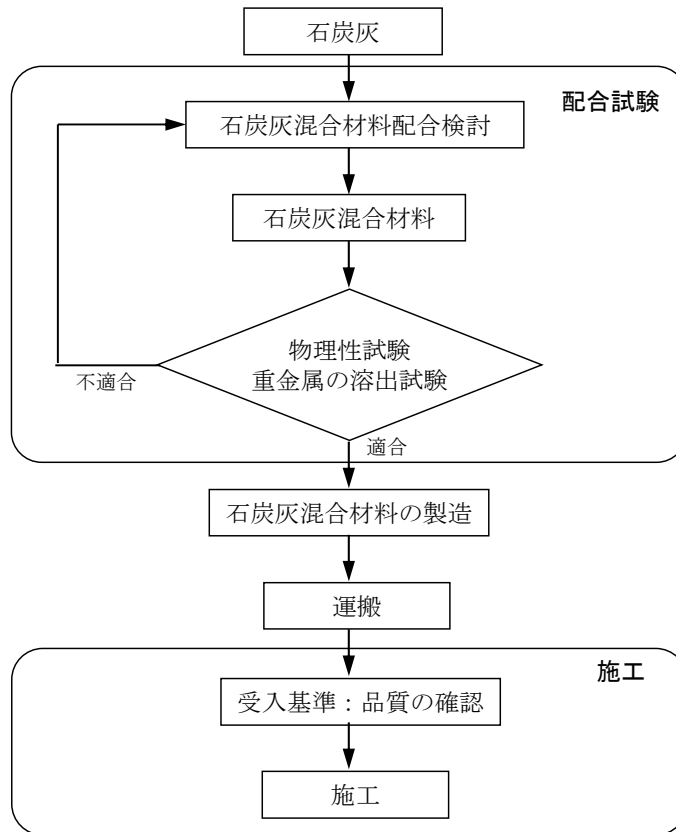 石炭灰
配合試験
石炭灰混合材料配合検討
石炭灰混合材料
物理性試験
重金属の溶出試験
不適合
適合
石炭灰混合材料の製造
運搬
施工
受入基準：品質の確認
施工